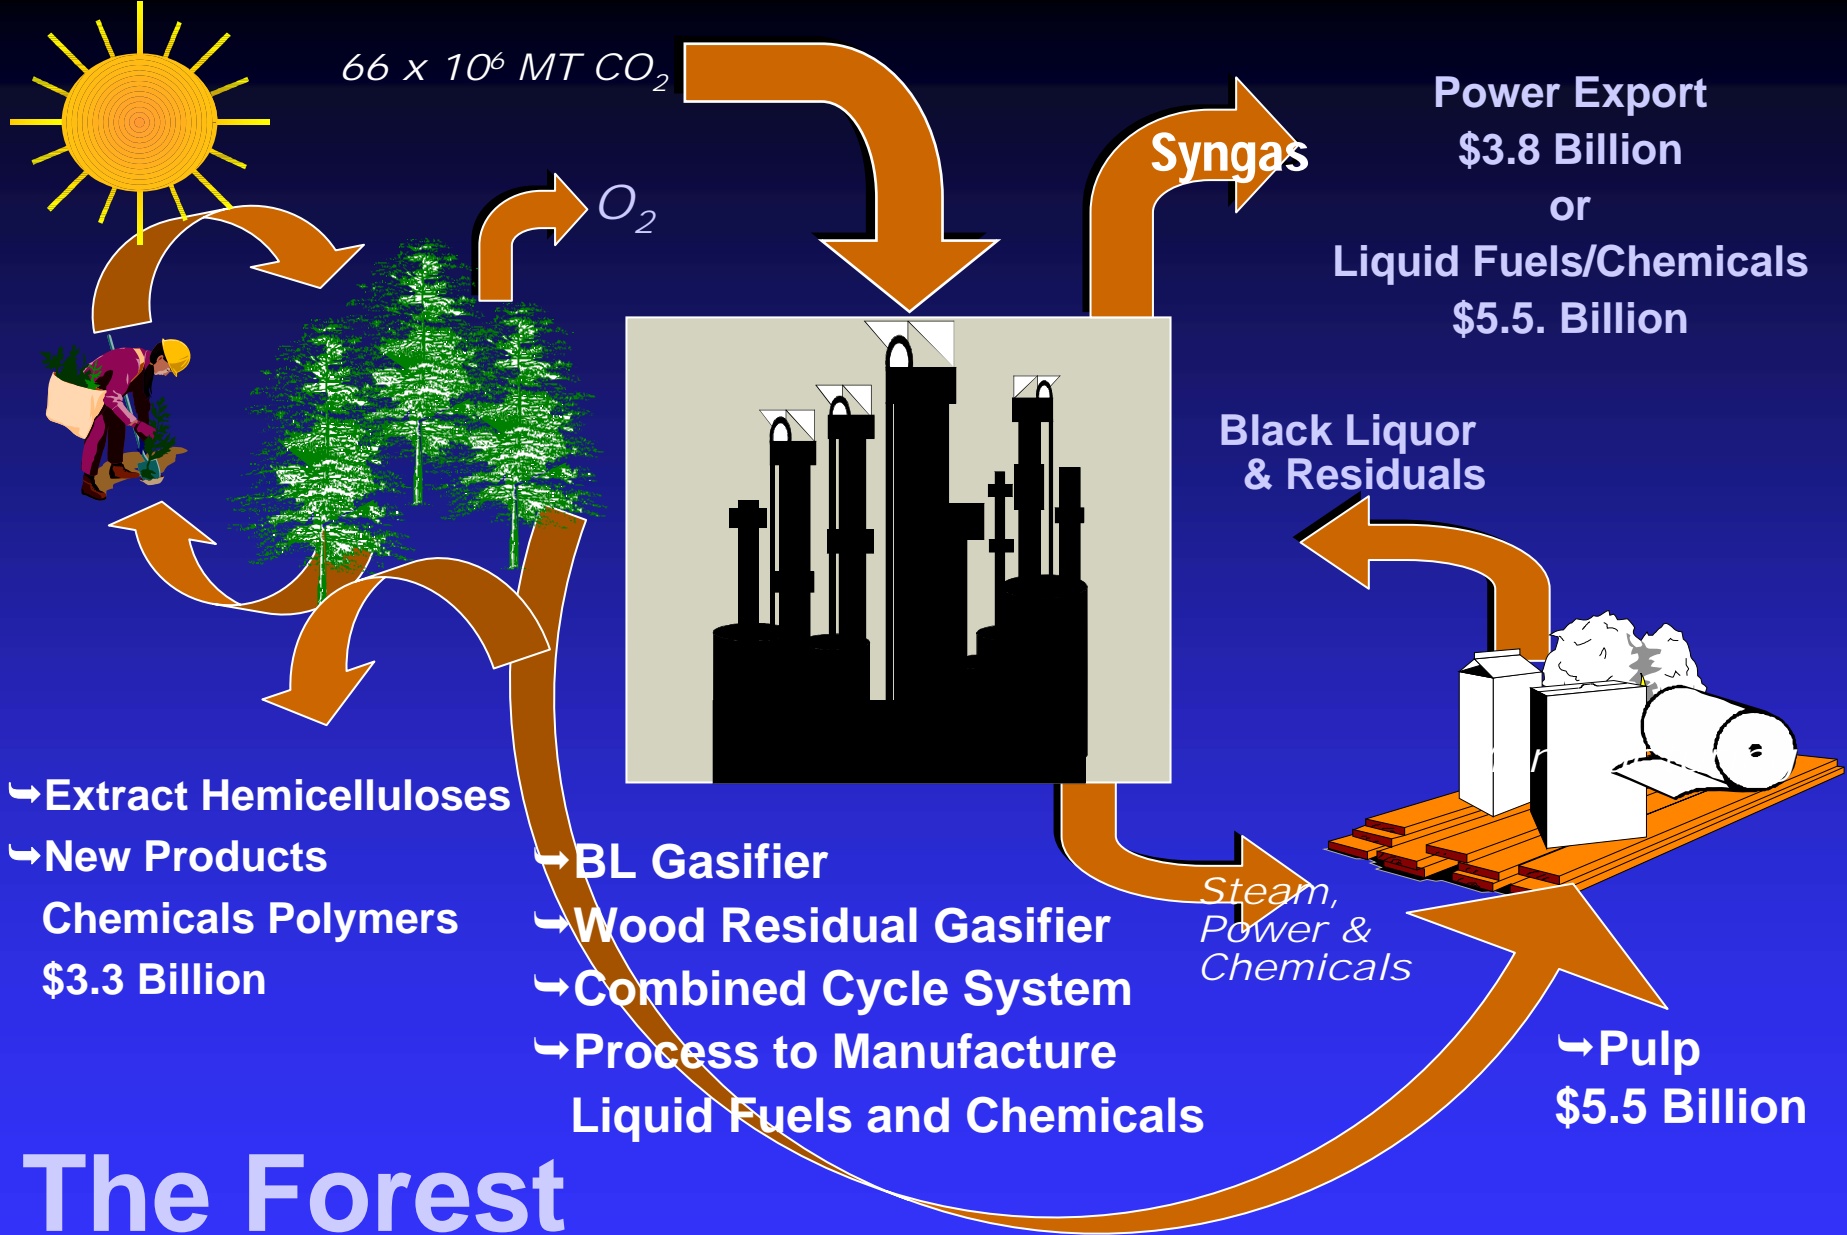 66 x 10⁶ MT CO₂
O₂
Syngas
Power Export
$3.8 Billion
or
Liquid Fuels/Chemicals
$5.5. Billion
Black Liquor
& Residuals
➥Extract Hemicelluloses
➥New Products
Chemicals Polymers
$3.3 Billion
➥BL Gasifier
➥Wood Residual Gasifier
➥Combined Cycle System
➥Process to Manufacture
Liquid Fuels and Chemicals
Steam,
Power &
Chemicals
➥Pulp
$5.5 Billion
The Forest